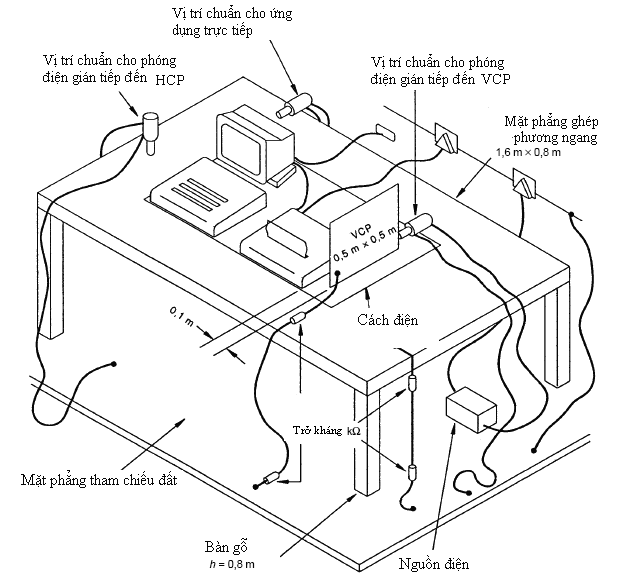 Vị trí chuẩn cho ứng
dụng trực tiếp
Vị trí chuẩn cho phóng
điện gián tiếp đến HCP
Vị trí chuẩn cho phóng
điện gián tiếp đến VCP
Mặt phẳng ghép
phương ngang
1,6 m × 0,8 m
VCP
0,5 m × 0,5 m
0,1 m
Cách điện
Trở kháng kΩ
Mặt phẳng tham chiếu đất
Bàn gỗ
h = 0,8 m
Nguồn điện